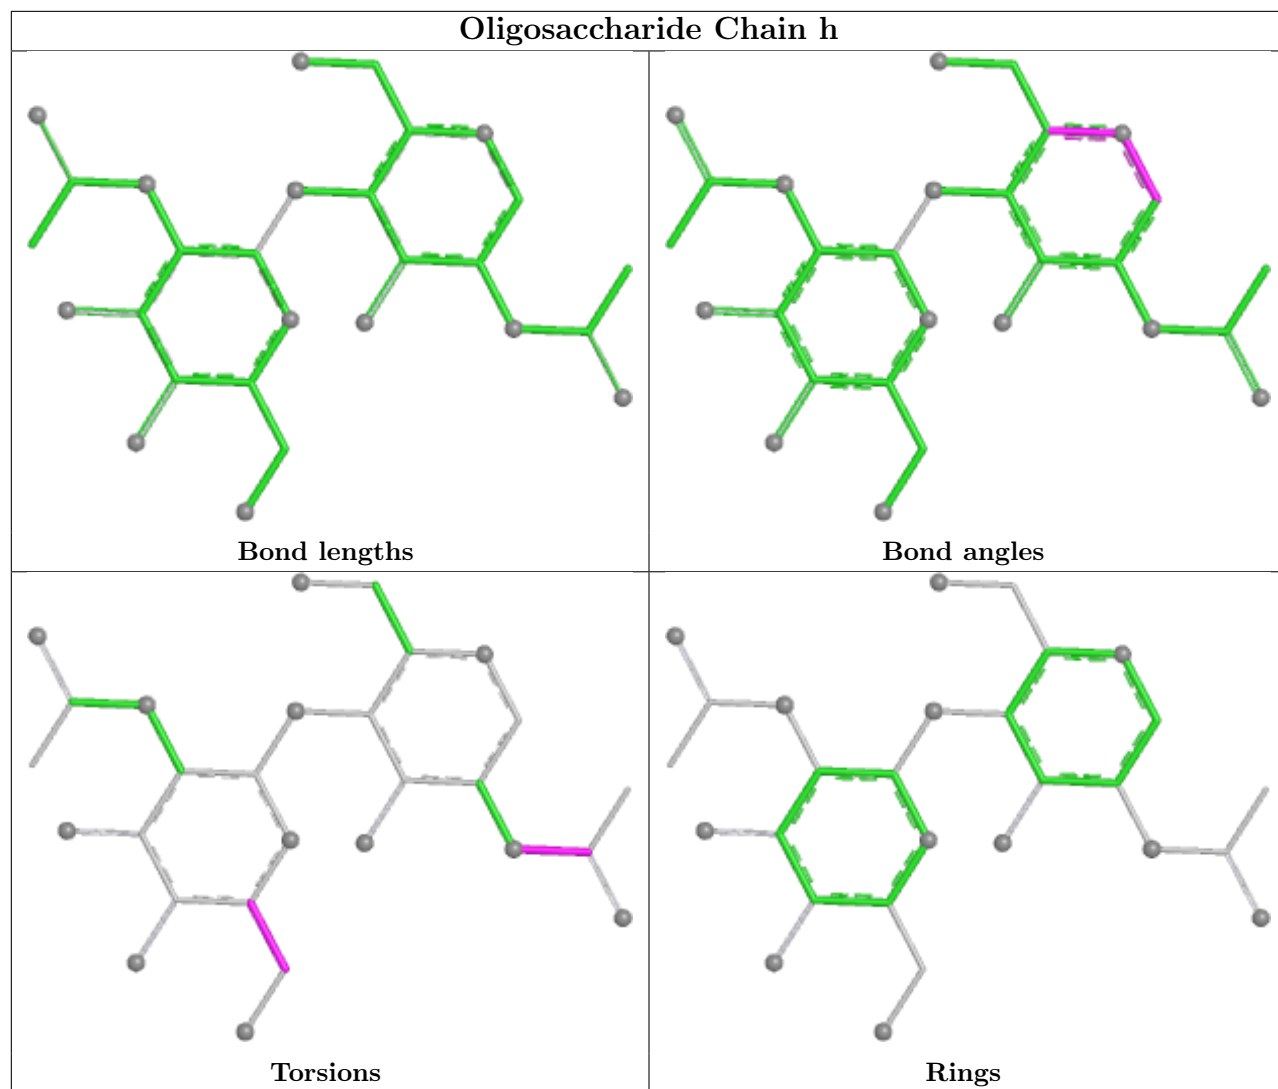 Oligosaccharide Chain h
Bond lengths
Bond angles
Torsions
Rings